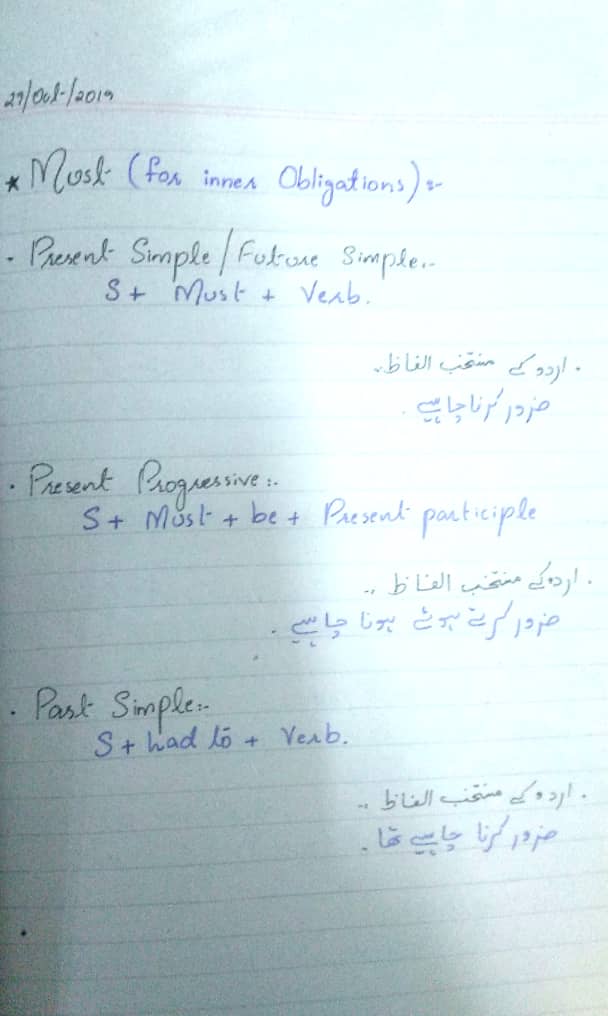 29/Oct/2019
* Must (for inner Obligations):-
· Present Simple/Future Simple:-
S + Must + Verb.
· اردو کے منتخب الفاظ:-
ضرور کرنا چاہیے.
· Present Progressive:-
S + Must + be + Present participle
· اردو کے منتخب الفاظ:-
ضرور کرتے ہوئے ہونا چاہیے.
· Past Simple:-
S + had to + Verb.
· اردو کے منتخب الفاظ:-
ضرور کرنا چاہیے تھا.